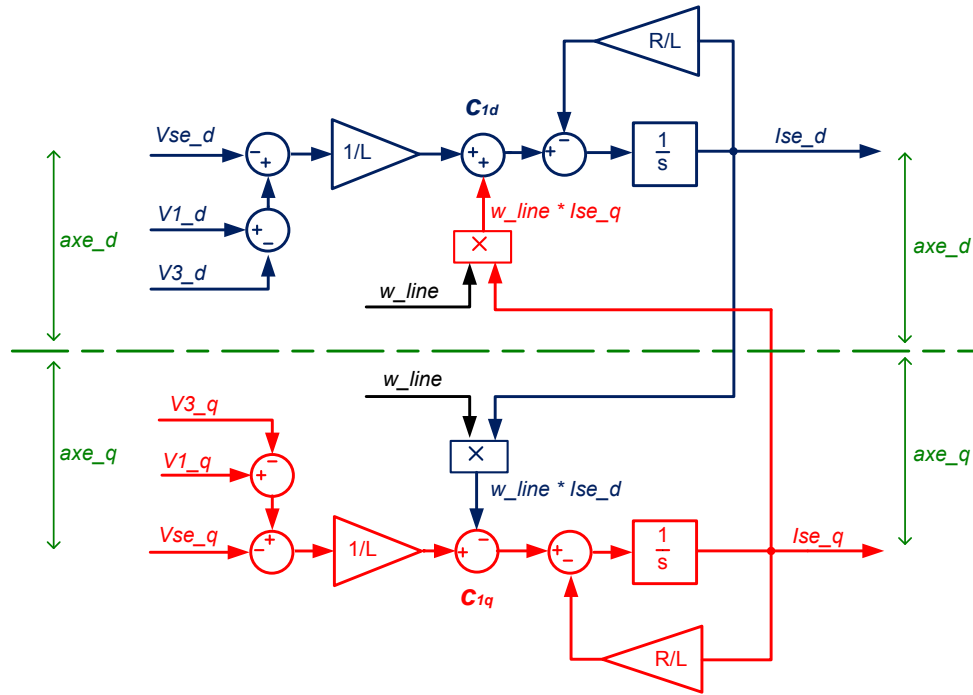 R/L
C1d
Vse_d
-
+
1/L
+
+
+
-
1
s
Ise_d
V1_d
+
-
w_line * Ise_q
×
axe_d
axe_d
V3_d
w_line
w_line
V3_q
-
axe_q
V1_q
+
×
axe_q
w_line * Ise_d
Vse_q
-
+
1/L
+
-
+
-
1
s
Ise_q
C1q
R/L